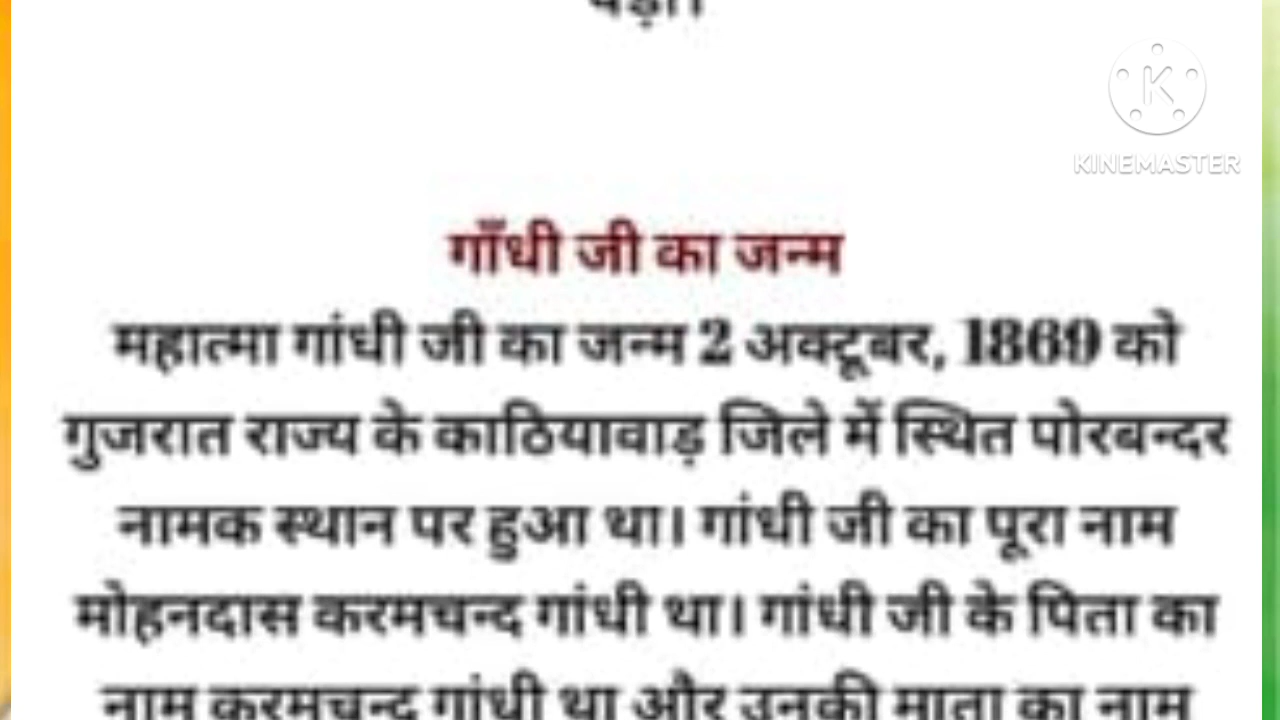 KINEMASTER
गाँधी जी का जन्म
महात्मा गांधी जी का जन्म 2 अक्टूबर, 1869 को
गुजरात राज्य के काठियावाड़ जिले में स्थित पोरबन्दर
नामक स्थान पर हुआ था। गांधी जी का पूरा नाम
मोहनदास करमचन्द गांधी था। गांधी जी के पिता का
नाम करमचन्द गांधी था और उनकी माता का नाम